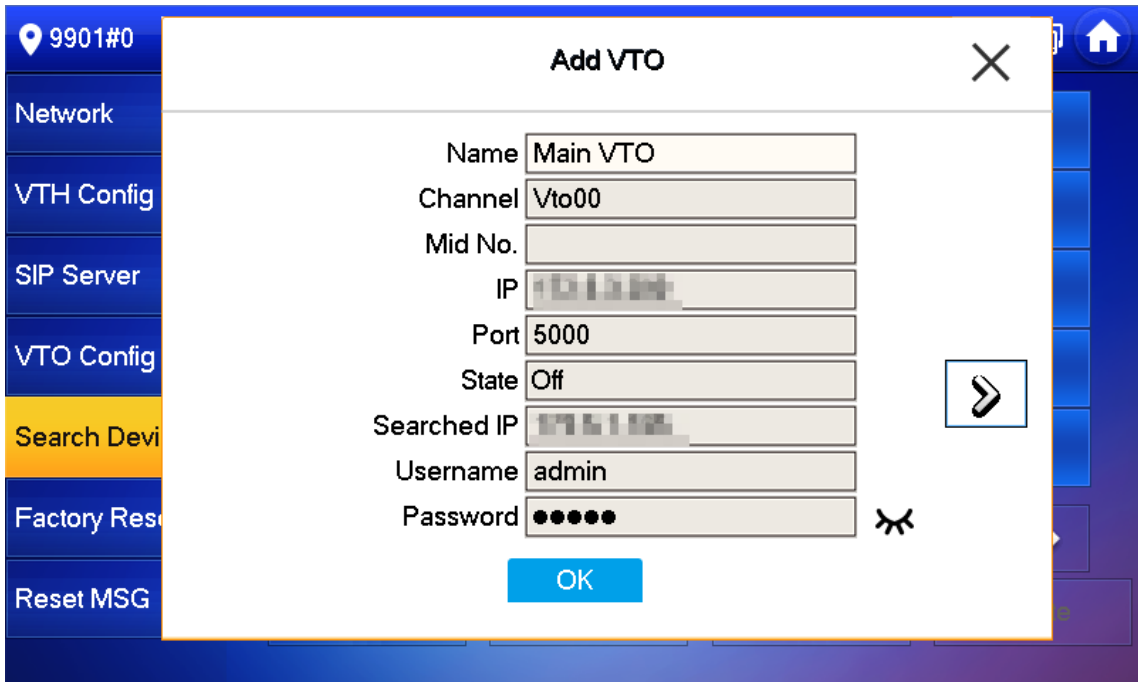 9901#0
Add VTO
Network
VTH Config
SIP Server
VTO Config
Search Devi
Factory Res
Reset MSG
Name Main VTO
Channel Vto00
Mid No.
IP
Port 5000
State Off
Searched IP
Username admin
Password ●●●●●
OK